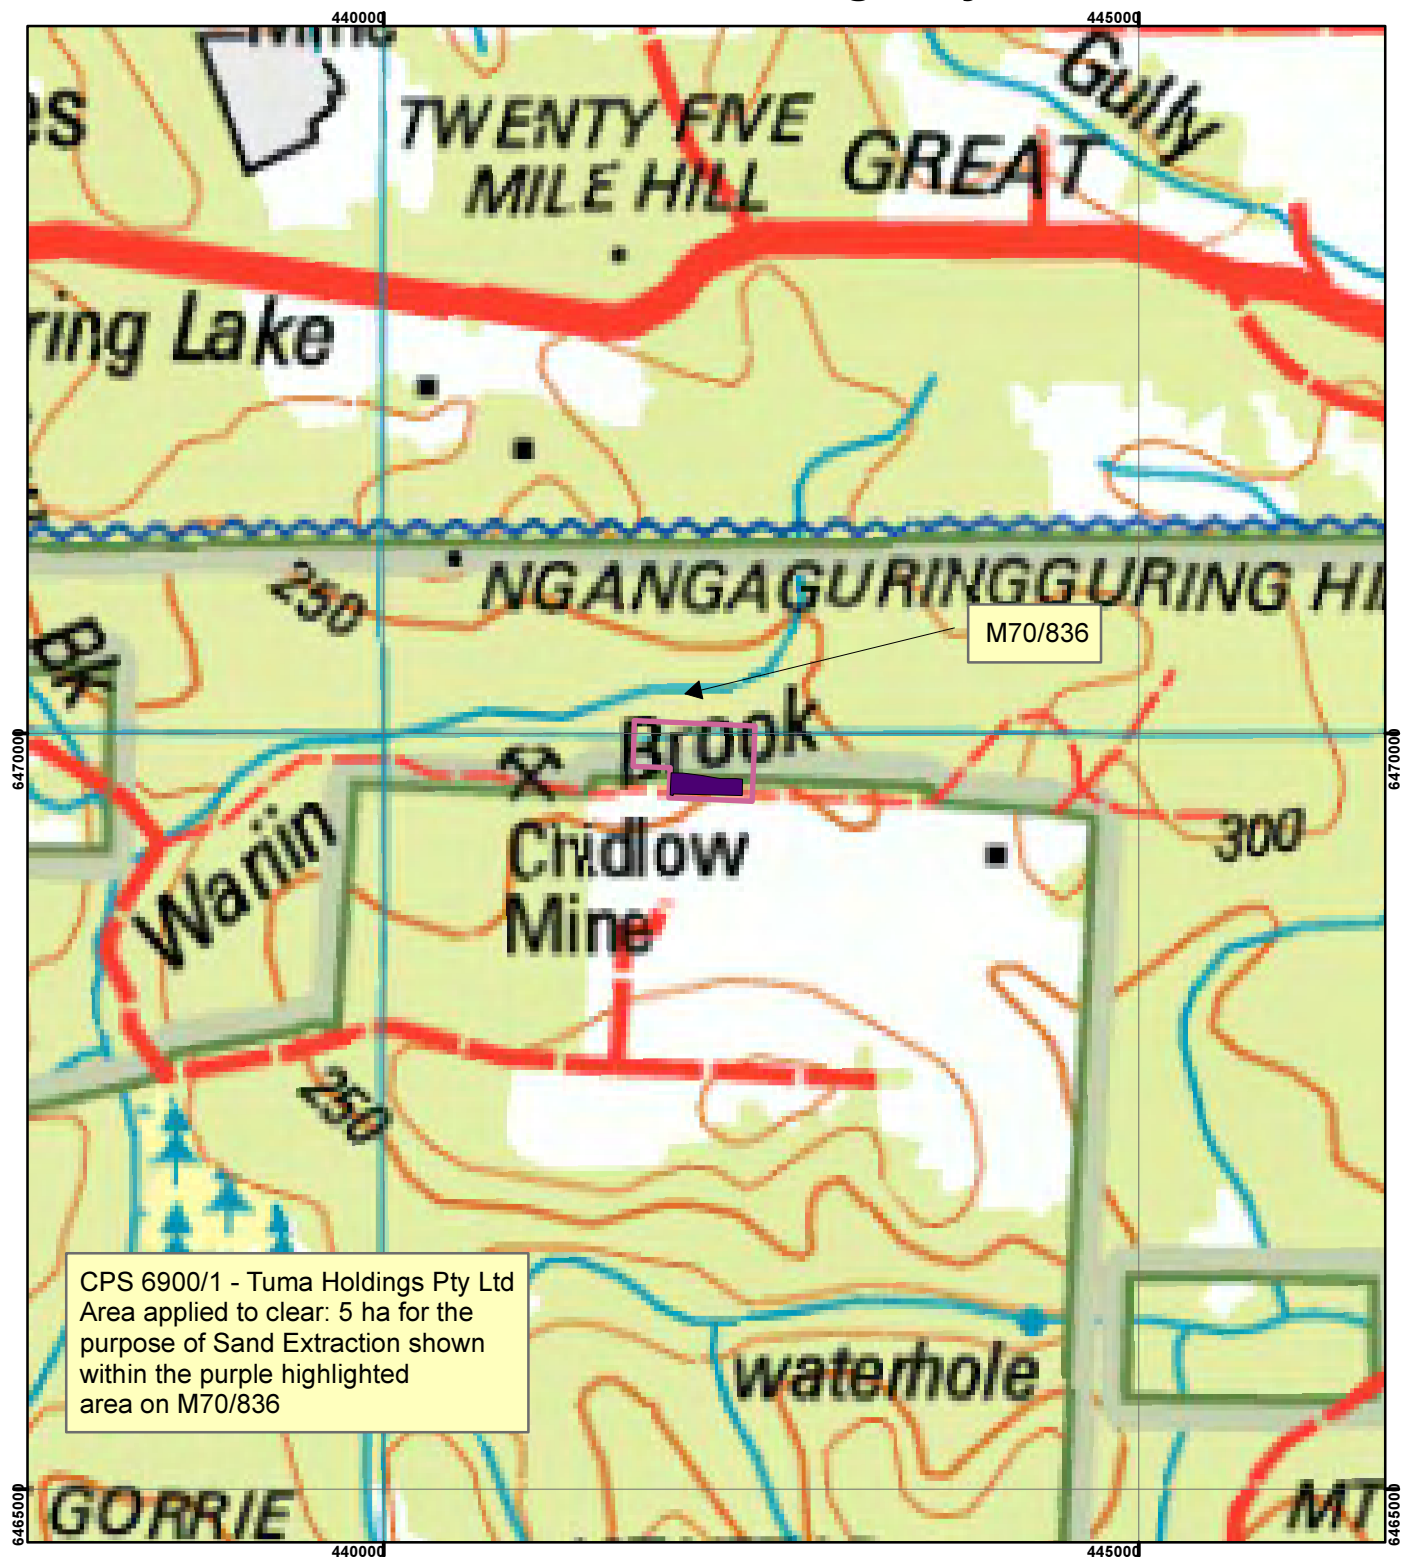 440000
445000
Gully
TWENTY FIVE
MILE HILL
GREAT
ring Lake
250
NGANGAGURINGGURING
M70/836
Bk
Brook
6470000
6470000
Wariin
Chidlow
Mine
300
250
CPS 6900/1 - Tuma Holdings Pty Ltd
Area applied to clear: 5 ha for the
purpose of Sand Extraction shown
within the purple highlighted
area on M70/836
waterhole
6465000
6465000
GORRIE
MT
440000
445000